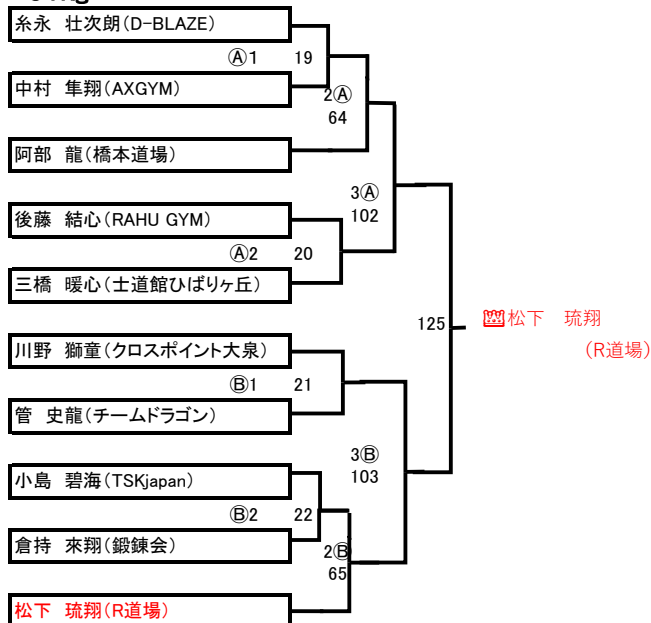 糸永 壮次朗(D-BLAZE)
Ⓐ1 19
中村 隼翔(AXGYM)
2Ⓐ
64
阿部 龍(橋本道場)
3Ⓐ
102
後藤 結心(RAHU GYM)
Ⓐ2 20
三橋 暖心(士道館ひばりヶ丘)
125
松下 琉翔
(R道場)
川野 獅童(クロスポイント大泉)
Ⓑ1 21
管 史龍(チームドラゴン)
3Ⓑ
103
小島 碧海(TSKjapan)
Ⓑ2 22
倉持 來翔(鍛錬会)
2Ⓑ
65
松下 琉翔(R道場)